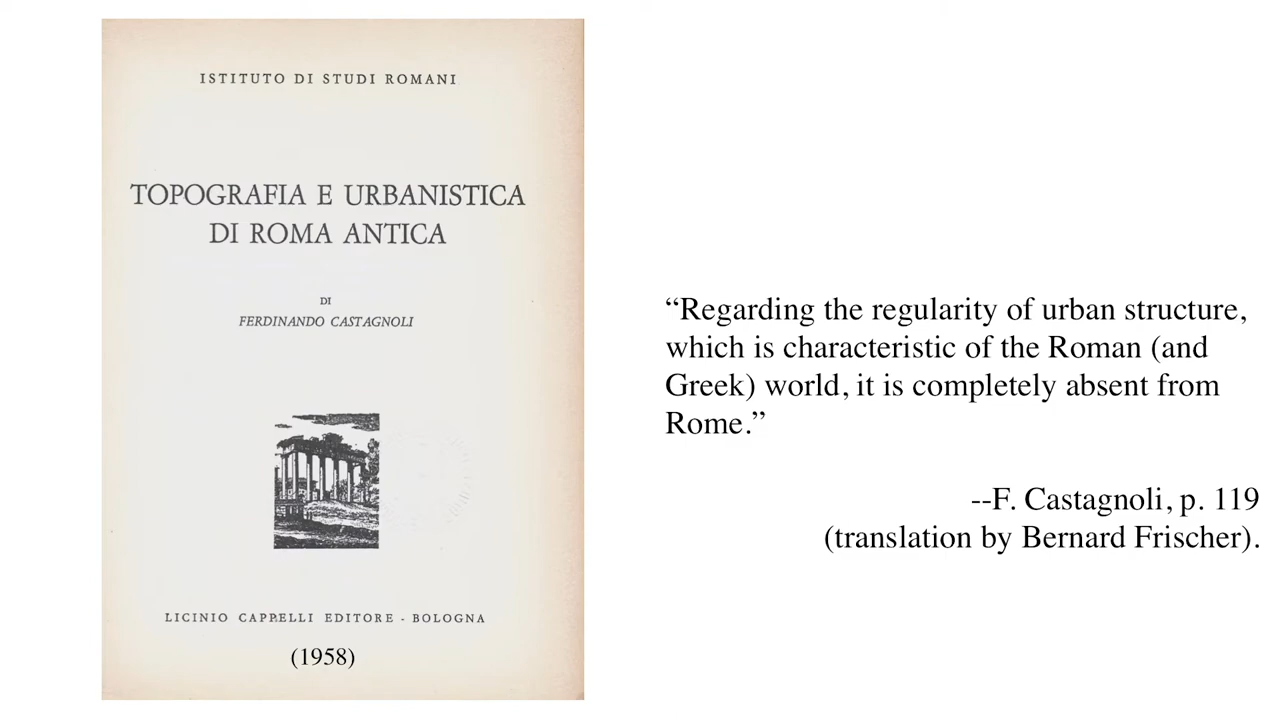 ISTITUTO DI STUDI ROMANI
TOPOGRAFIA E URBANISTICA
DI ROMA ANTICA
DI
FERDINANDO CASTAGNOLI
LICINIO CAPPELLI EDITORE - BOLOGNA
(1958)
“Regarding the regularity of urban structure,
which is characteristic of the Roman (and
Greek) world, it is completely absent from
Rome.”
--F. Castagnoli, p. 119
(translation by Bernard Frischer).